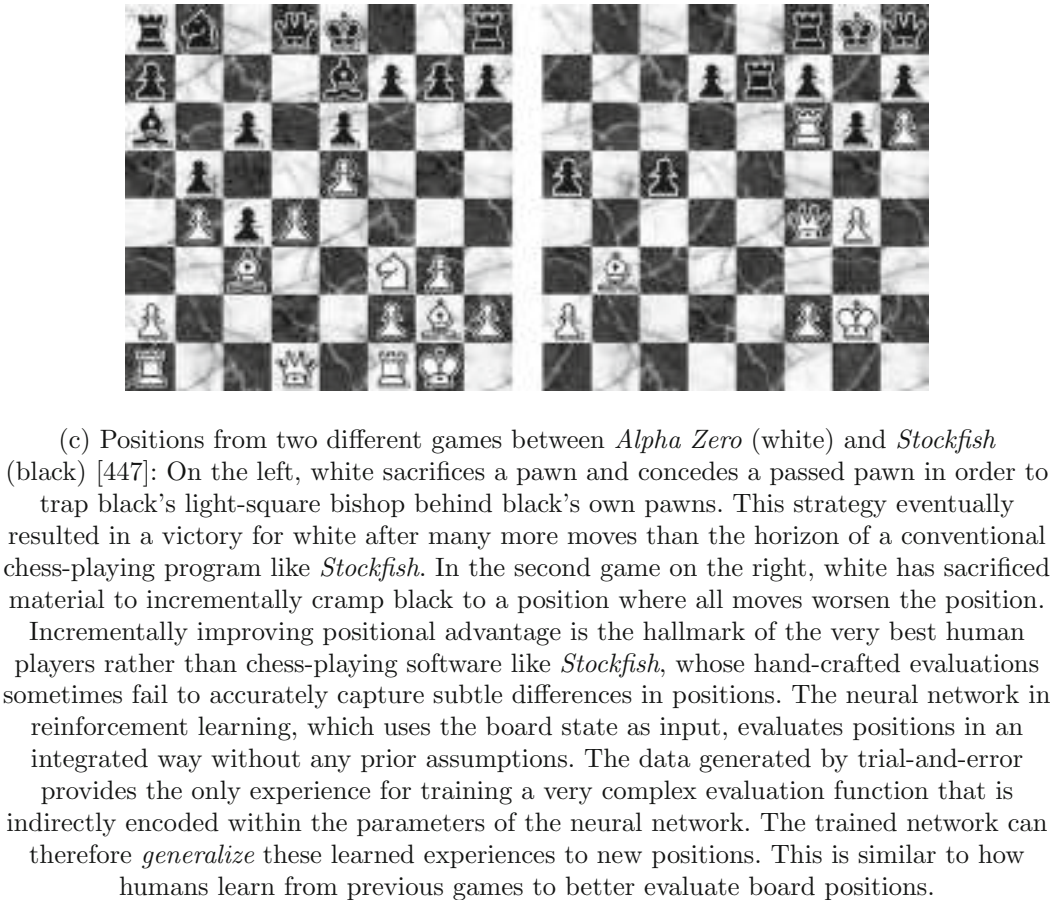 (c) Positions from two different games between Alpha Zero (white) and Stockfish
(black) [447]: On the left, white sacrifices a pawn and concedes a passed pawn in order to
trap black's light-square bishop behind black's own pawns. This strategy eventually
resulted in a victory for white after many more moves than the horizon of a conventional
chess-playing program like Stockfish. In the second game on the right, white has sacrificed
material to incrementally cramp black to a position where all moves worsen the position.
Incrementally improving positional advantage is the hallmark of the very best human
players rather than chess-playing software like Stockfish, whose hand-crafted evaluations
sometimes fail to accurately capture subtle differences in positions. The neural network in
reinforcement learning, which uses the board state as input, evaluates positions in an
integrated way without any prior assumptions. The data generated by trial-and-error
provides the only experience for training a very complex evaluation function that is
indirectly encoded within the parameters of the neural network. The trained network can
therefore generalize these learned experiences to new positions. This is similar to how
humans learn from previous games to better evaluate board positions.